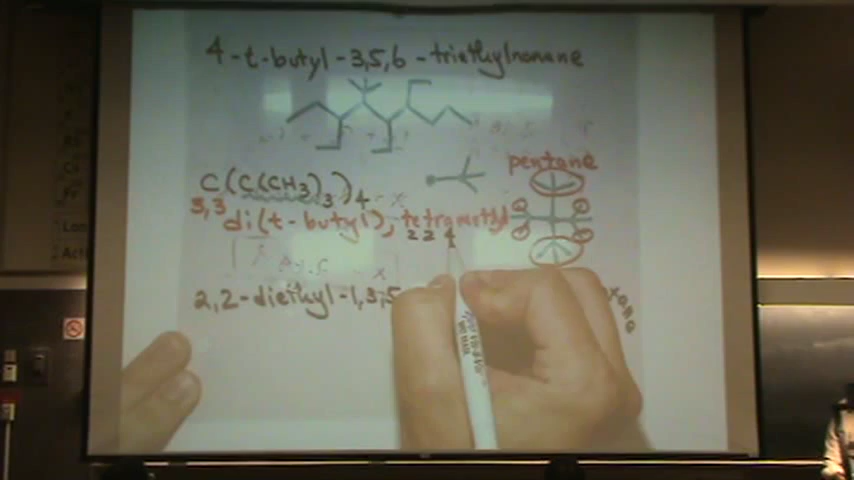 4-t-butyl-3,5,6-triethylnonane
pentane
C(C(CH3)3)4
3,3 di(t-butyl), tetramethyl
2 2 4
2,2-diethyl-1,3,5